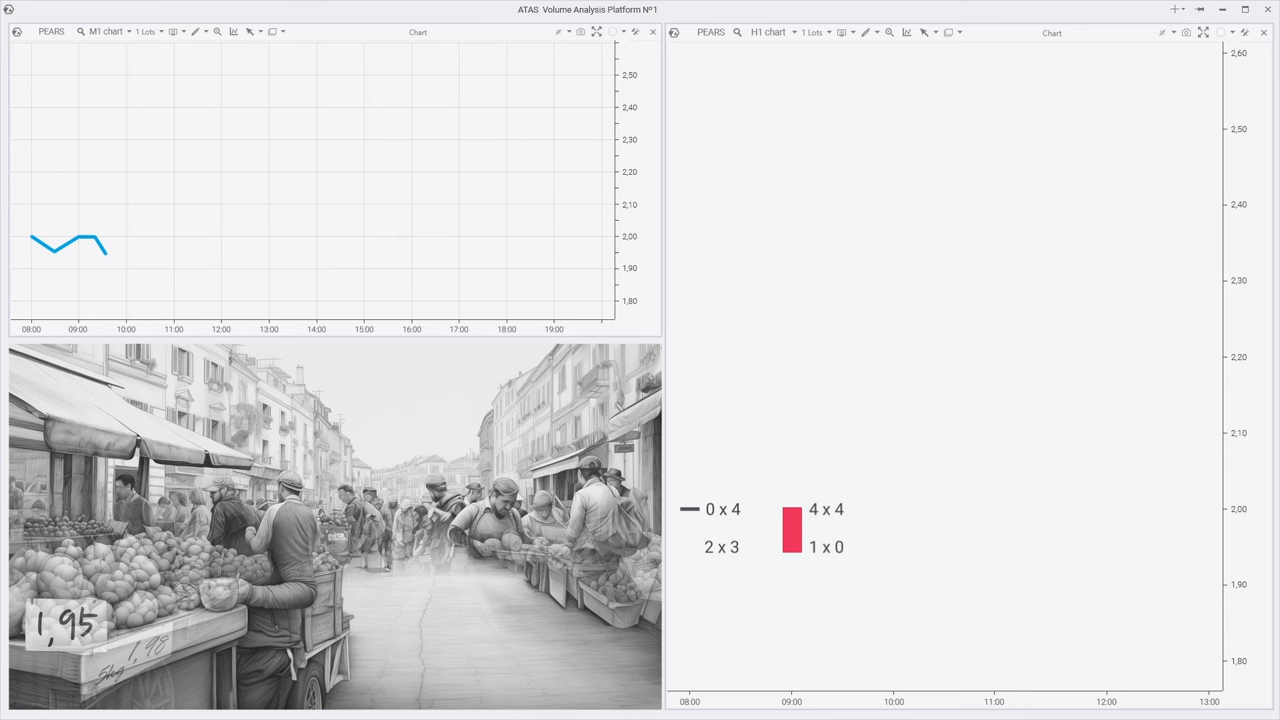 ATAS Volume Analysis Platform №1
PEARS M1 chart 1 Lots Chart
2,50
2,40
2,30
2,20
2,10
2,00
1,90
1,80
08:00 09:00 10:00 11:00 12:00 13:00 14:00 15:00 16:00 17:00 18:00 19:00
1,95
5kg 1,98
PEARS H1 chart 1 Lots Chart
2,60
2,50
2,40
2,30
2,20
2,10
2,00
1,90
1,80
0 x 4 4 x 4
2 x 3 1 x 0
08:00 09:00 10:00 11:00 12:00 13:00